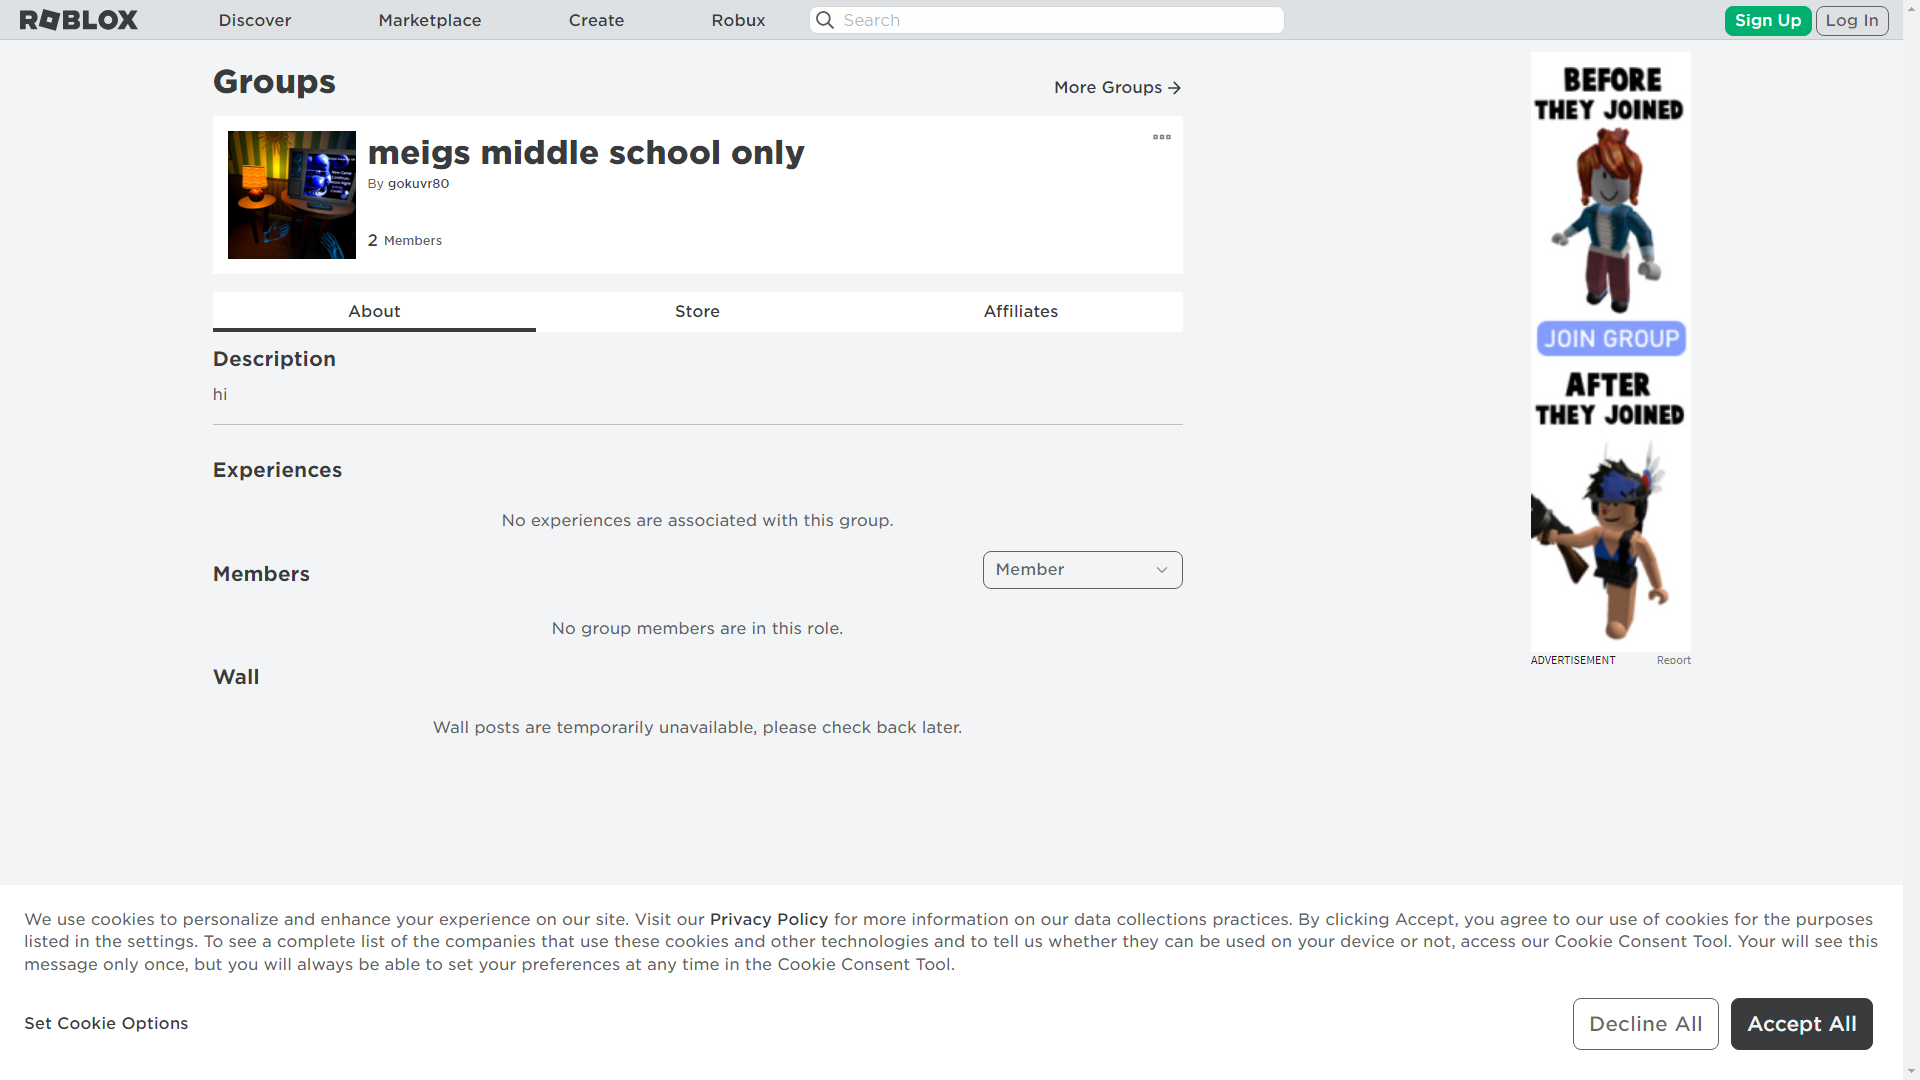 ROBLOX
Discover
Marketplace
Create
Robux
Search
Sign Up
Log In
Groups
More Groups
meigs middle school only
By gokuvr80
2 Members
About
Store
Affiliates
Description
hi
Experiences
No experiences are associated with this group.
Members
Member
No group members are in this role.
Wall
Wall posts are temporarily unavailable, please check back later.
BEFORE
THEY JOINED
JOIN GROUP
AFTER
THEY JOINED
ADVERTISEMENT
Report
We use cookies to personalize and enhance your experience on our site. Visit our Privacy Policy for more information on our data collections practices. By clicking Accept, you agree to our use of cookies for the purposes
listed in the settings. To see a complete list of the companies that use these cookies and other technologies and to tell us whether they can be used on your device or not, access our Cookie Consent Tool. Your will see this
message only once, but you will always be able to set your preferences at any time in the Cookie Consent Tool.
Set Cookie Options
Decline All
Accept All